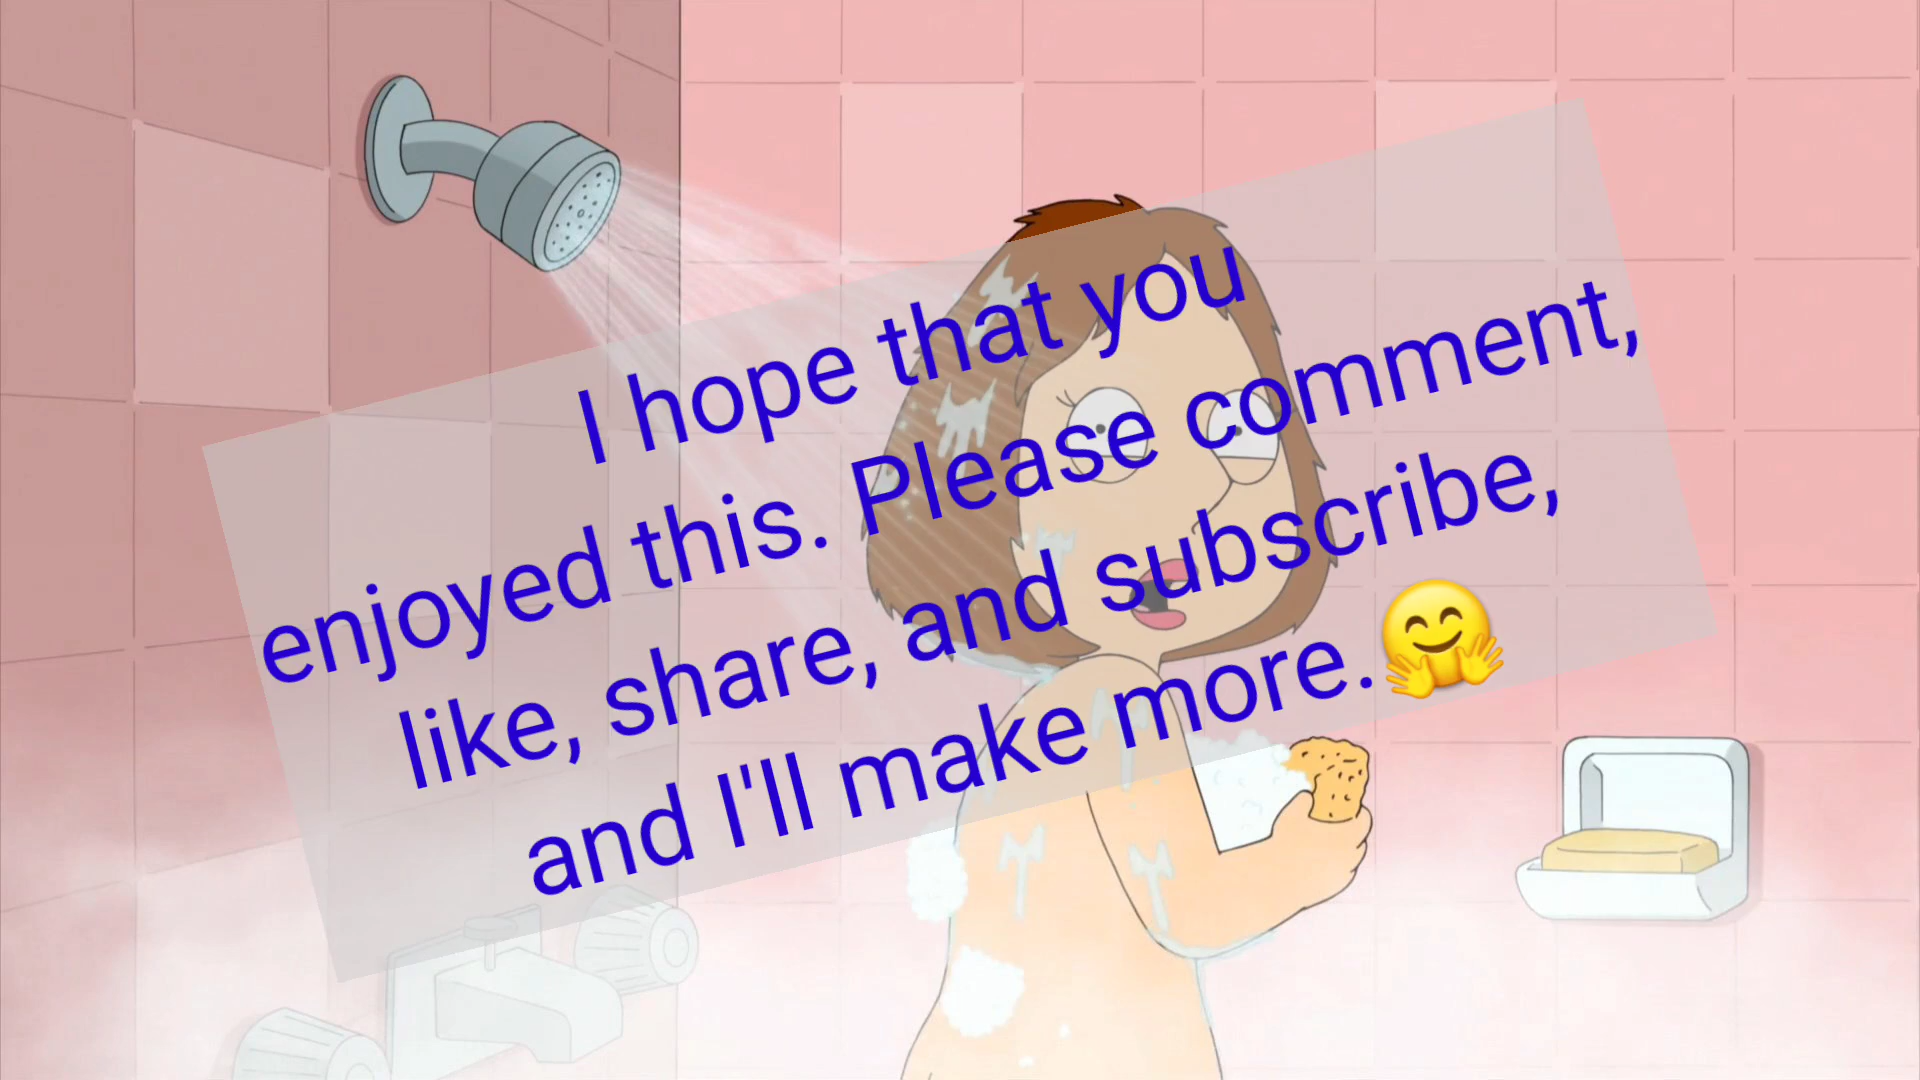 I hope that you
enjoyed this. Please comment,
like, share, and subscribe,
and I'll make more.🤗